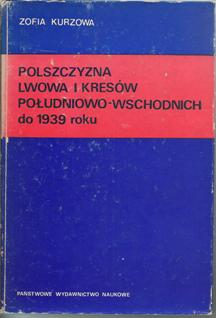 ZOFIA KURZOWA
POLSZCZYZNA
LWOWA I KRESÓW
POŁUDNIOWO-WSCHODNICH
do 1939 roku
PAŃSTWOWE WYDAWNICTWO NAUKOWE